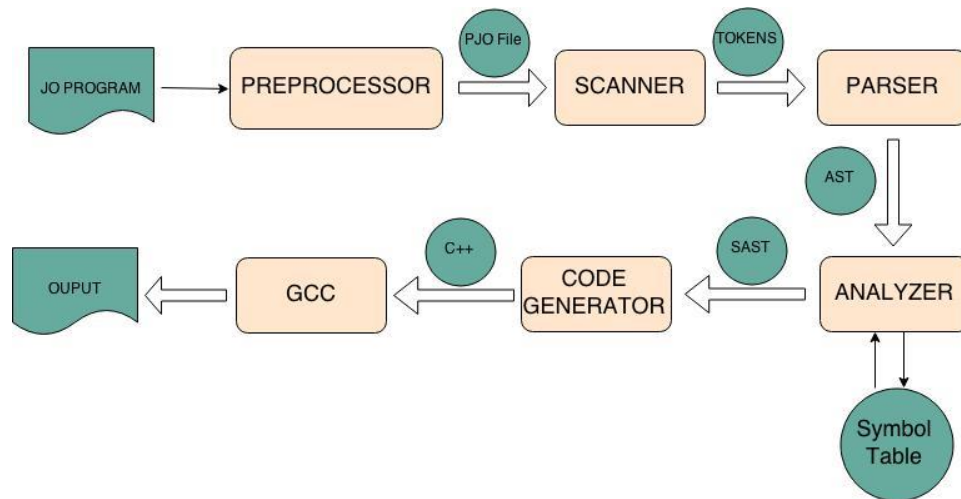 JO PROGRAM
PREPROCESSOR
PJO File
SCANNER
TOKENS
PARSER
AST
ANALYZER
Symbol
Table
SAST
CODE
GENERATOR
C++
GCC
OUPUT